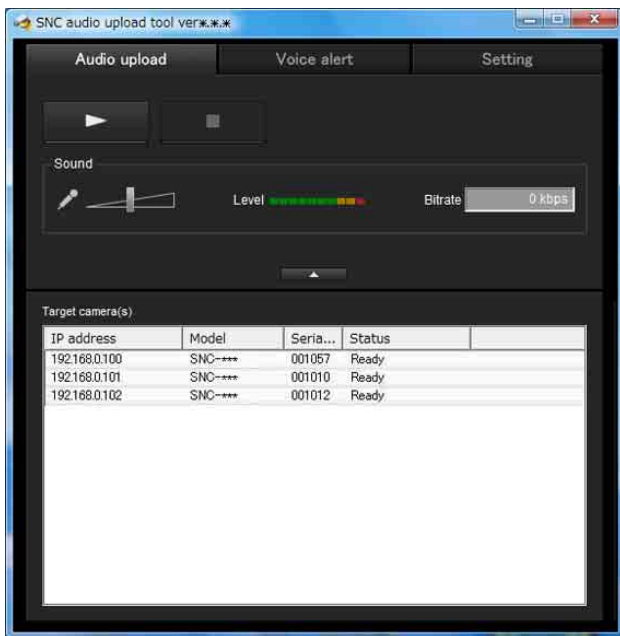 SNC audio upload tool ver*.*.*
Audio upload Voice alert Setting
Sound
Level Bitrate 0 kbps
Target camera(s)
IP address Model Seria... Status
192.168.0.100 SNC-*** 001057 Ready
192.168.0.101 SNC-*** 001010 Ready
192.168.0.102 SNC-*** 001012 Ready